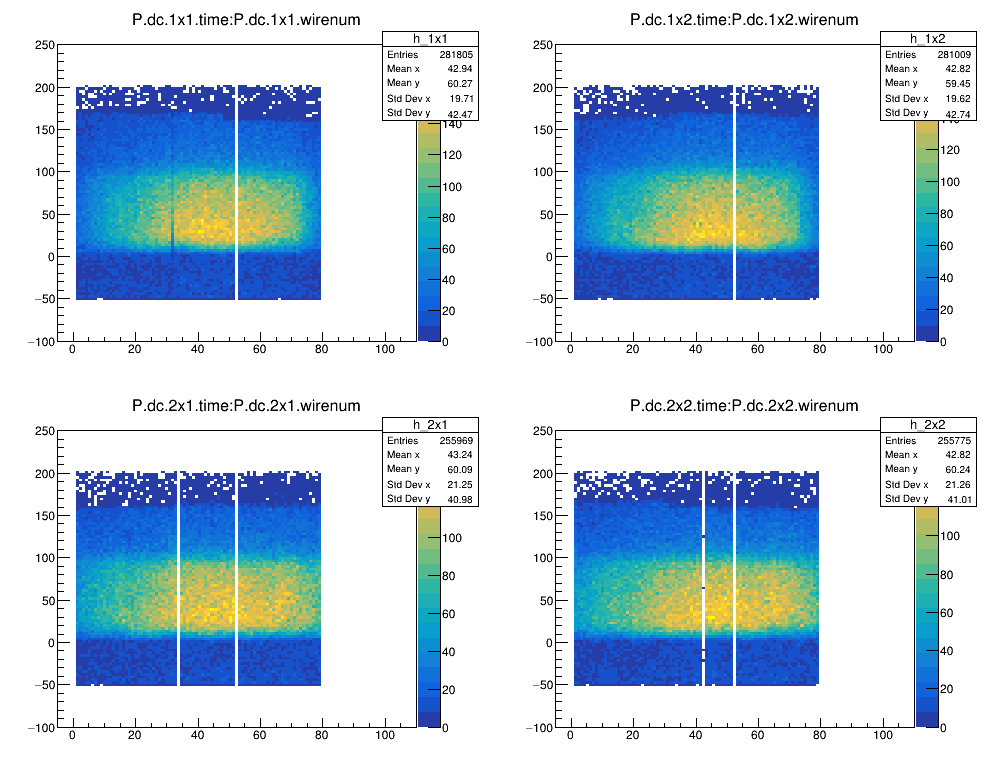 P.dc.1x1.time:P.dc.1x1.wirenum
h_1x1
Entries 281805
Mean x 42.94
Mean y 60.27
Std Dev x 19.71
Std Dev y 42.47
250
200
150
100
50
0
−50
−100
0 20 40 60 80 100
140
120
100
80
60
40
20
0
P.dc.1x2.time:P.dc.1x2.wirenum
h_1x2
Entries 281009
Mean x 42.82
Mean y 59.45
Std Dev x 19.62
Std Dev y 42.74
250
200
150
100
50
0
−50
−100
0 20 40 60 80 100
120
100
80
60
40
20
0
P.dc.2x1.time:P.dc.2x1.wirenum
h_2x1
Entries 255969
Mean x 43.24
Mean y 60.09
Std Dev x 21.25
Std Dev y 40.98
250
200
150
100
50
0
−50
−100
0 20 40 60 80 100
100
80
60
40
20
0
P.dc.2x2.time:P.dc.2x2.wirenum
h_2x2
Entries 255775
Mean x 42.82
Mean y 60.24
Std Dev x 21.26
Std Dev y 41.01
250
200
150
100
50
0
−50
−100
0 20 40 60 80 100
100
80
60
40
20
0